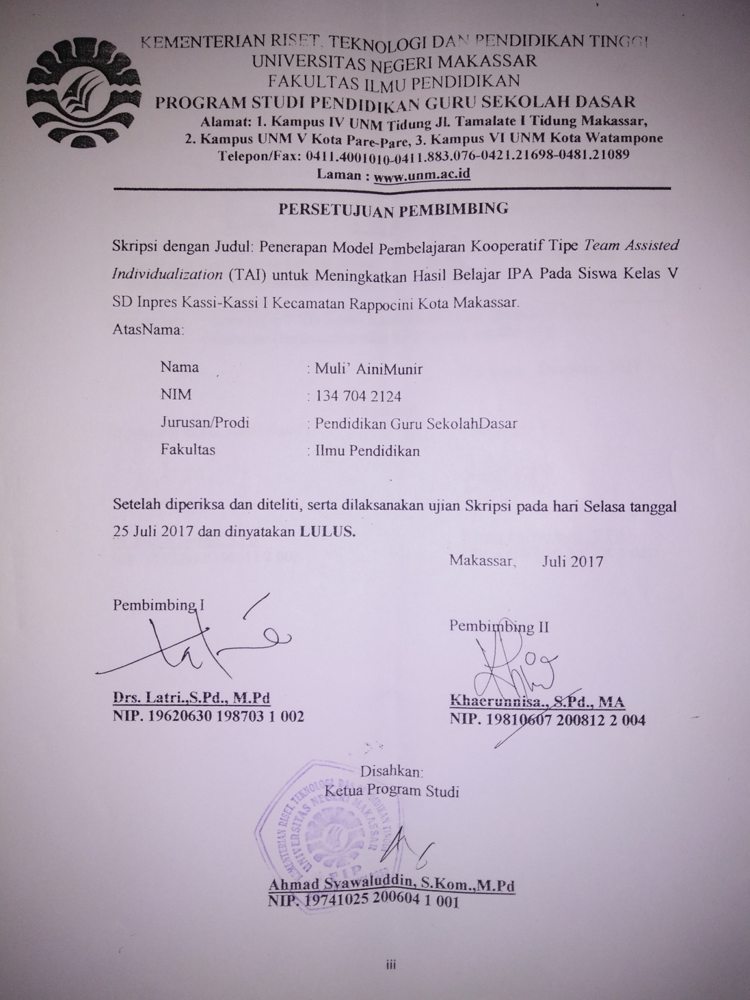 KEMENTERIAN RISET, TEKNOLOGI DAN PENDIDIKAN TINGGI
UNIVERSITAS NEGERI MAKASSAR
FAKULTAS ILMU PENDIDIKAN
PROGRAM STUDI PENDIDIKAN GURU SEKOLAH DASAR
Alamat: 1. Kampus IV UNM Tidung Jl. Tamalate I Tidung Makassar,
2. Kampus UNM V Kota Pare-Pare, 3. Kampus VI UNM Kota Watampone
Telepon/Fax: 0411.4001010-0411.883.076-0421.21698-0481.21089
Laman : www.unm.ac.id
PERSETUJUAN PEMBIMBING
Skripsi dengan Judul: Penerapan Model Pembelajaran Kooperatif Tipe Team Assisted
Individualization (TAI) untuk Meningkatkan Hasil Belajar IPA Pada Siswa Kelas V
SD Inpres Kassi-Kassi I Kecamatan Rappocini Kota Makassar.
AtasNama:
Nama : Muli’ AiniMunir
NIM : 134 704 2124
Jurusan/Prodi : Pendidikan Guru SekolahDasar
Fakultas : Ilmu Pendidikan
Setelah diperiksa dan diteliti, serta dilaksanakan ujian Skripsi pada hari Selasa tanggal
25 Juli 2017 dan dinyatakan LULUS.
Makassar, Juli 2017
Pembimbing I
Pembimbing II
Drs. Latri.,S.Pd., M.Pd
NIP. 19620630 198703 1 002
Khaerunnisa., S.Pd., MA
NIP. 19810607 200812 2 004
Disahkan:
Ketua Program Studi
KEMENTERIAN RISET, TEKNOLOGI DAN PENDIDIKAN TINGGI
UNIVERSITAS NEGERI MAKASSAR
FIP
Ahmad Syawaluddin, S.Kom.,M.Pd
NIP. 19741025 200604 1 001
iii